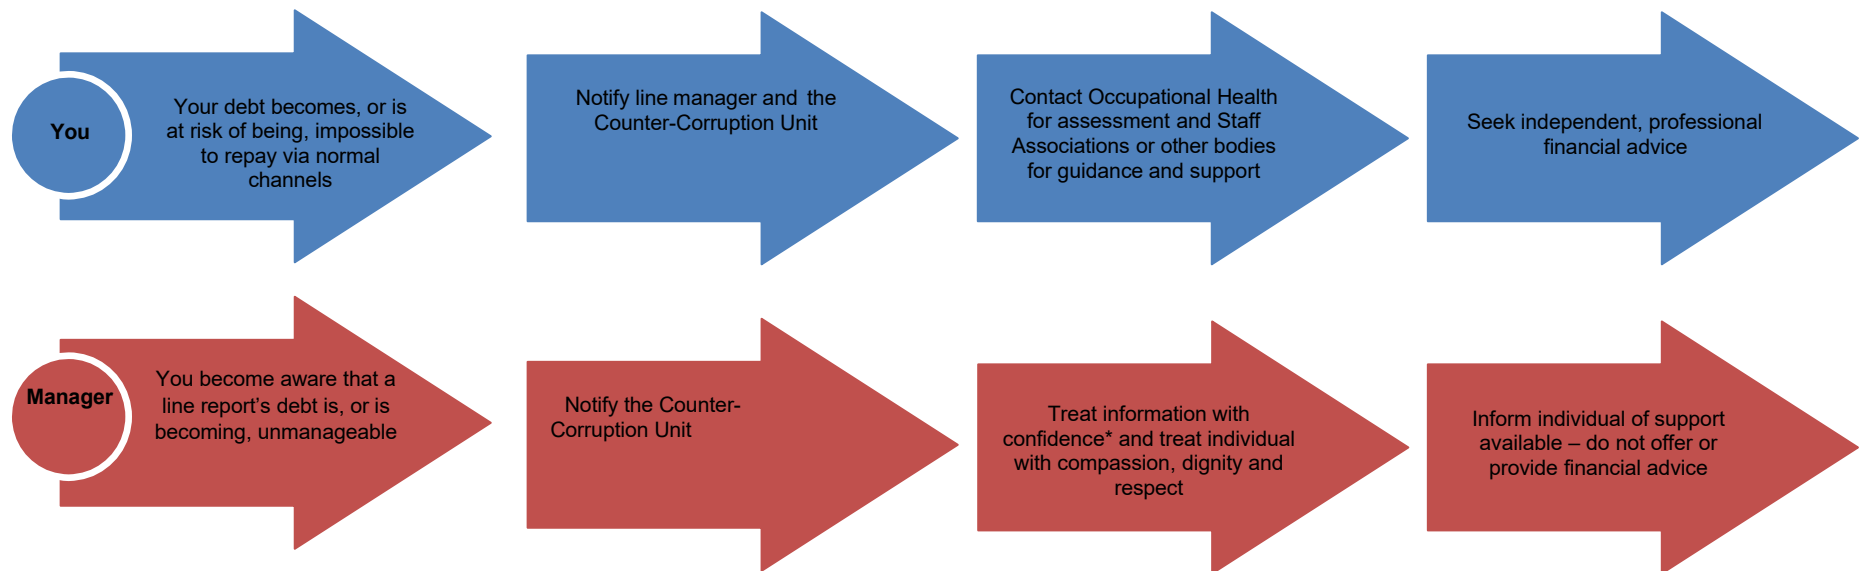 You
Your debt becomes, or is
at risk of being, impossible
to repay via normal
channels
Notify line manager and the
Counter-Corruption Unit
Contact Occupational Health
for assessment and Staff
Associations or other bodies
for guidance and support
Seek independent, professional
financial advice
Manager
You become aware that a
line report’s debt is, or is
becoming, unmanageable
Notify the Counter-
Corruption Unit
Treat information with
confidence* and treat individual
with compassion, dignity and
respect
Inform individual of support
available – do not offer or
provide financial advice